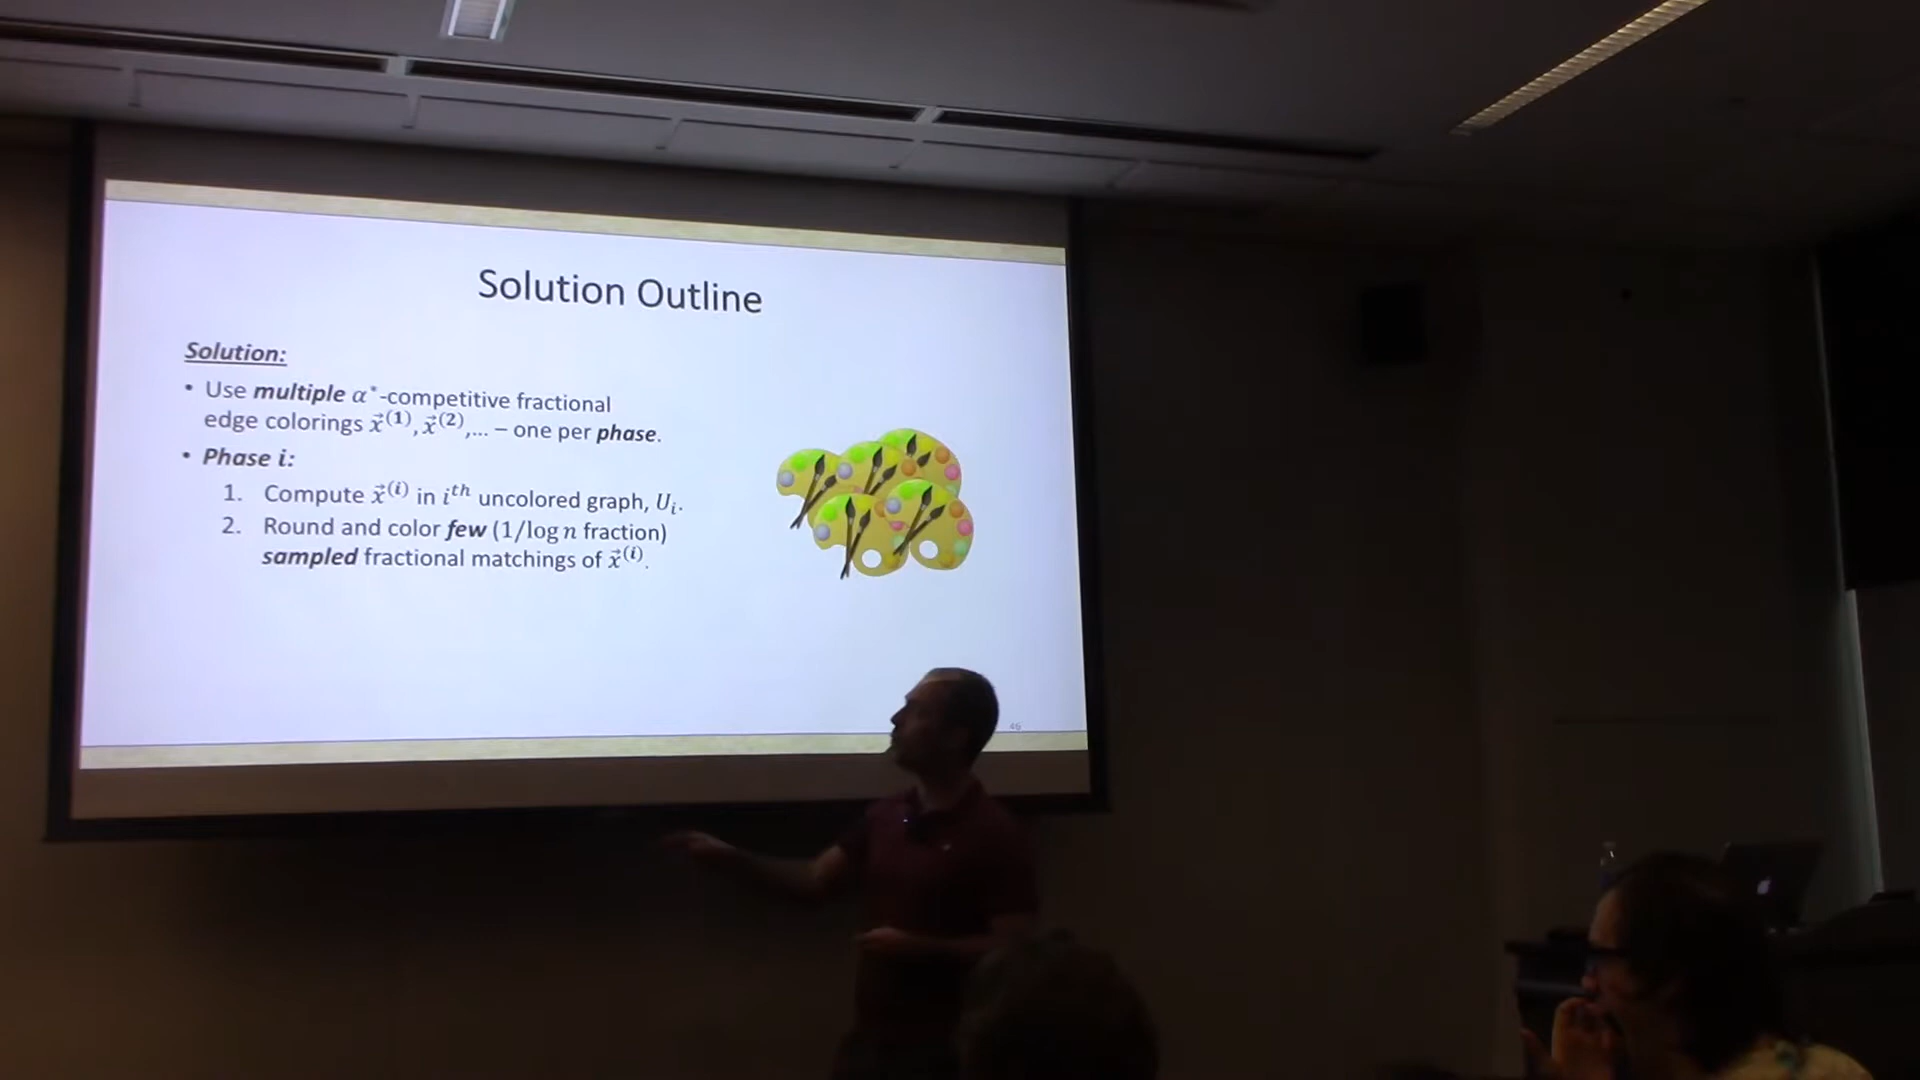 Solution Outline
Solution:
• Use multiple α*-competitive fractional
edge colorings x⃗⁽¹⁾, x⃗⁽²⁾,... – one per phase.
• Phase i:
1. Compute x⃗⁽ⁱ⁾ in iᵗʰ uncolored graph, Uᵢ.
2. Round and color few (1/log n fraction)
sampled fractional matchings of x⃗⁽ⁱ⁾.
46